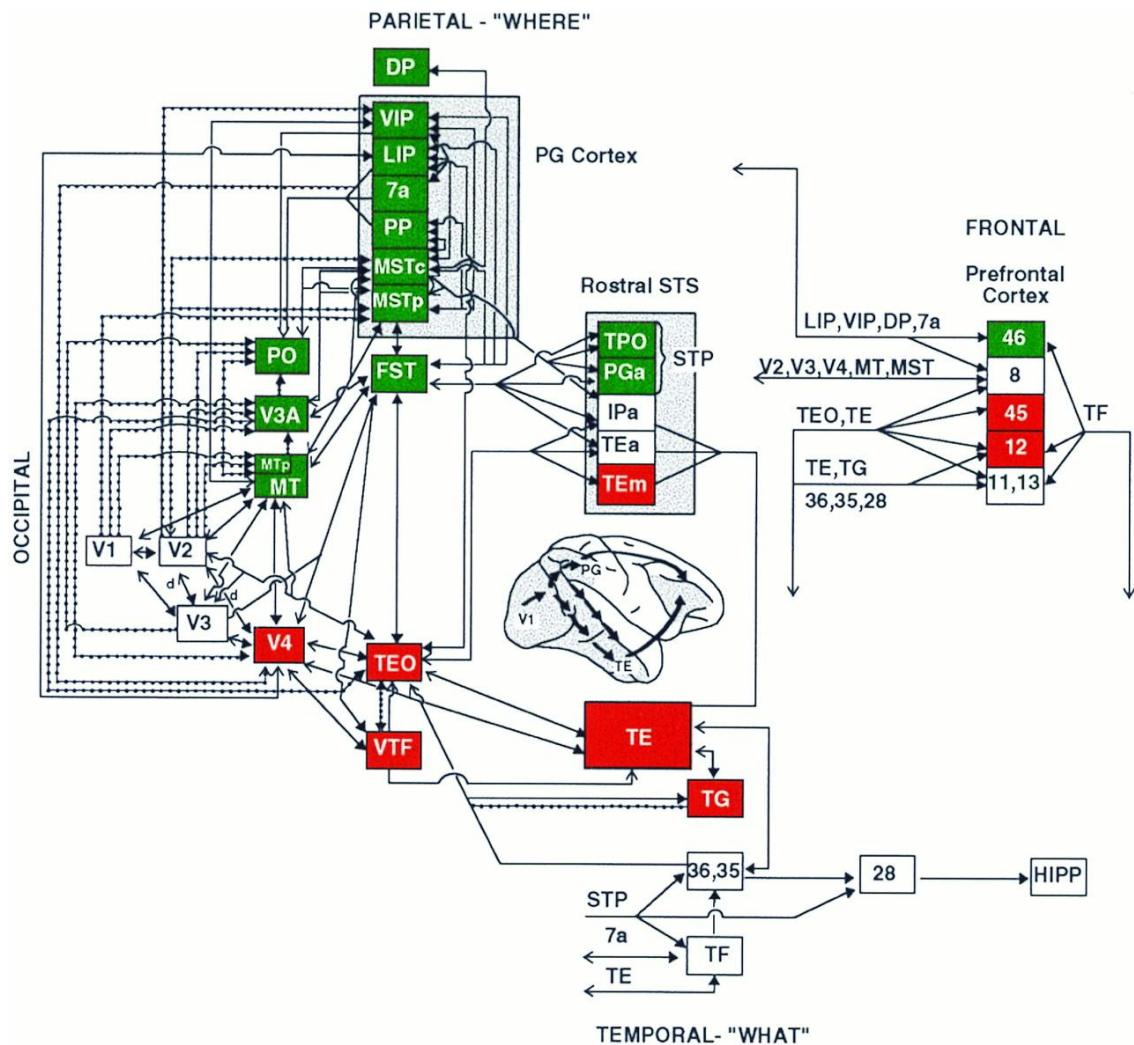 PARIETAL - "WHERE"
DP
VIP
LIP
7a
PP
MSTc
MSTp
PG Cortex
FRONTAL
Prefrontal
Cortex
Rostral STS
LIP,VIP,DP,7a
46
TPO
STP
PGa
PO
FST
V2,V3,V4,MT,MST
8
IPa
V3A
TEO,TE
45
TF
TEa
12
MTp
MT
TEm
TE,TG
11,13
36,35,28
OCCIPITAL
V1
V2
d
d
V3
V4
TEO
PG
V1
TE
VTF
TE
TG
36,35
28
HIPP
STP
7a
TF
TE
TEMPORAL- "WHAT"